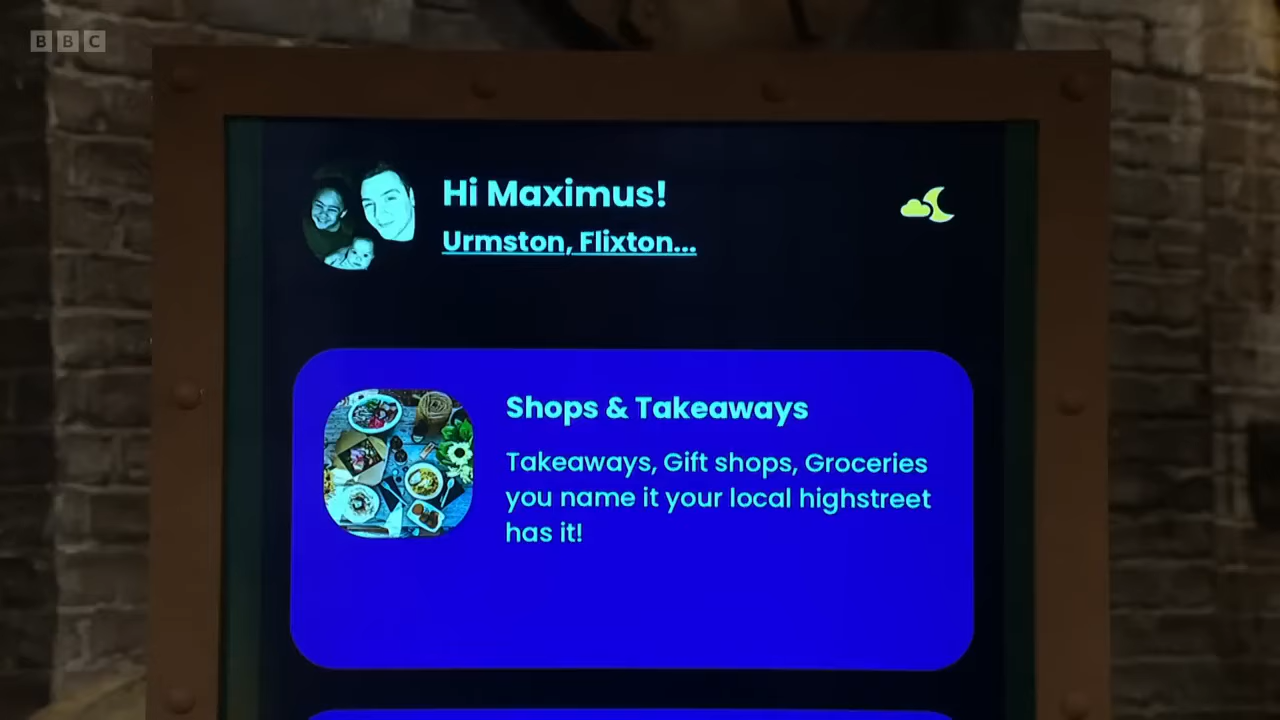 BBC
Hi Maximus!
Urmston, Flixton...
Shops & Takeaways
Takeaways, Gift shops, Groceries
you name it your local highstreet
has it!